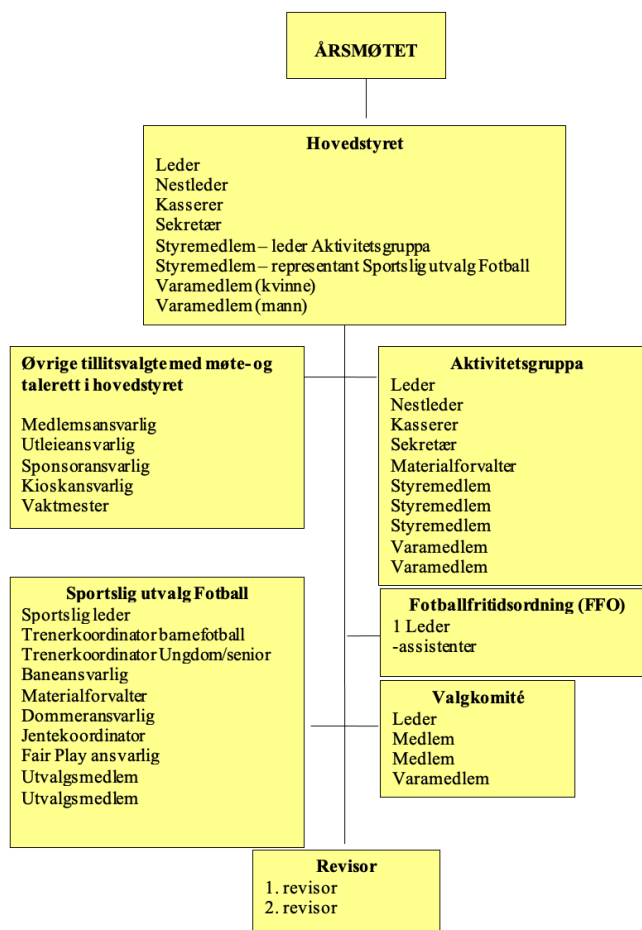 ÅRSMØTET
Hovedstyret
Leder
Nestleder
Kasserer
Sekretær
Styremedlem – leder Aktivitetsgruppa
Styremedlem – representant Sportslig utvalg Fotball
Varamedlem (kvinne)
Varamedlem (mann)
Øvrige tillitsvalgte med møte- og
talerett i hovedstyret
Medlemsansvarlig
Utleieansvarlig
Sponsoransvarlig
Kioskansvarlig
Vaktmester
Aktivitetsgruppa
Leder
Nestleder
Kasserer
Sekretær
Materialforvalter
Styremedlem
Styremedlem
Styremedlem
Varamedlem
Varamedlem
Sportslig utvalg Fotball
Sportslig leder
Trenerkoordinator barnefotball
Trenerkoordinator Ungdom/senior
Baneansvarlig
Materialforvalter
Dommeransvarlig
Jentekoordinator
Fair Play ansvarlig
Utvalgsmedlem
Utvalgsmedlem
Fotballfritidsordning (FFO)
1 Leder
-assistenter
Valgkomité
Leder
Medlem
Medlem
Varamedlem
Revisor
1. revisor
2. revisor